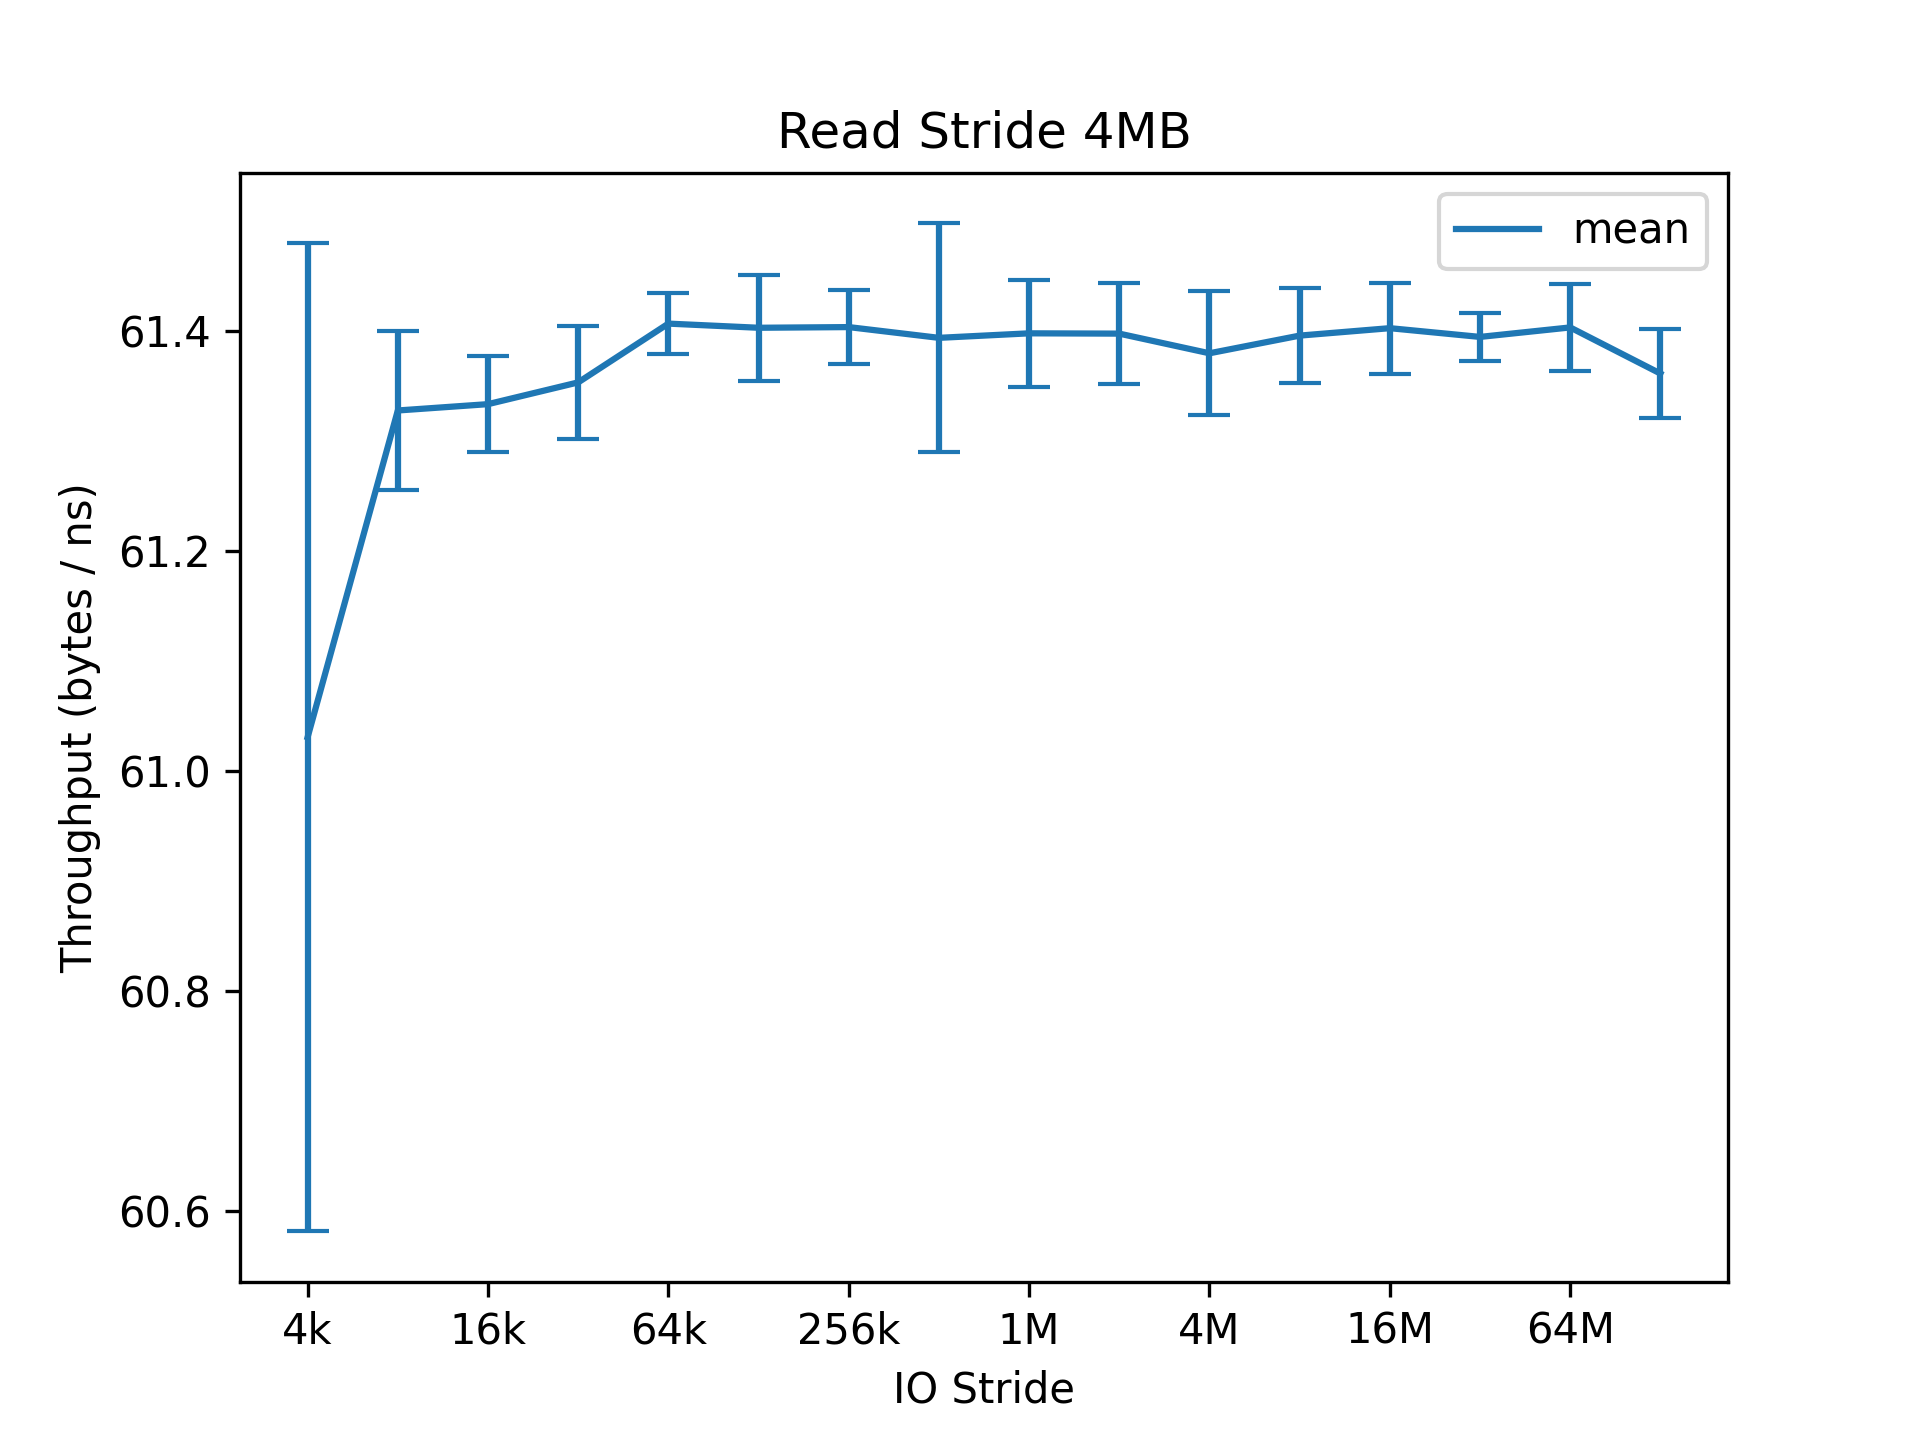 Read Stride 4MB
mean
Throughput (bytes / ns)
61.4
61.2
61.0
60.8
60.6
4k 16k 64k 256k 1M 4M 16M 64M
IO Stride